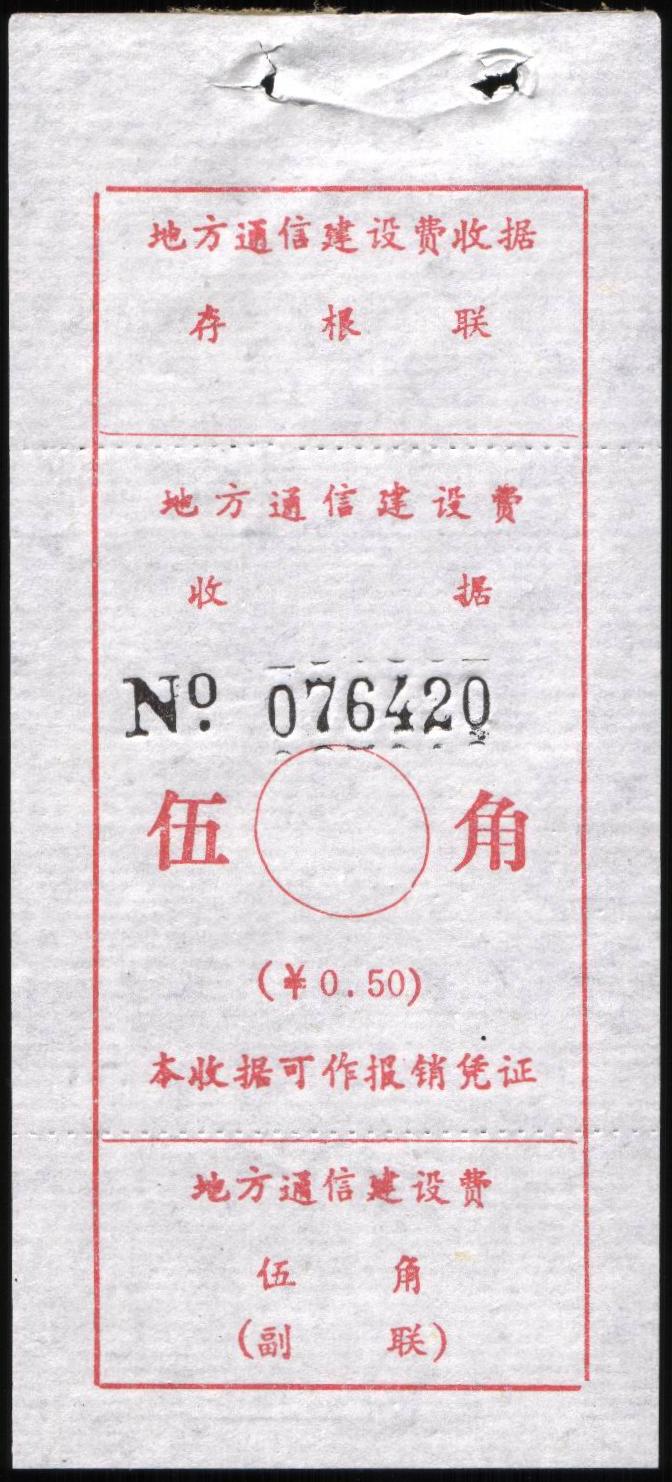 地方通信建设费收据
存根联
地方通信建设费
收据
Nº. 076420
伍角
(¥0.50)
本收据可作报销凭证
地方通信建设费
伍角
(副联)